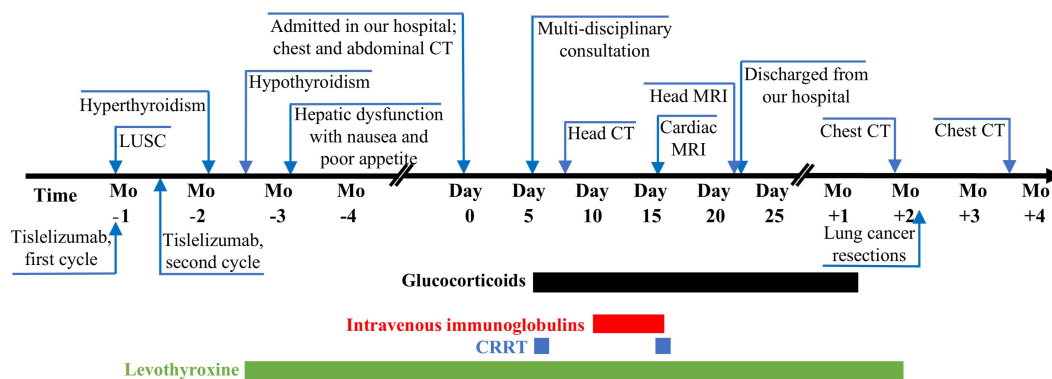 Admitted in our hospital;
chest and abdominal CT
Multi-disciplinary
consultation
Hyperthyroidism
Hypothyroidism
Head MRI
Discharged from
our hospital
LUSC
Hepatic dysfunction
with nausea and
poor appetite
Head CT
Cardiac
MRI
Chest CT
Chest CT
Time
Mo
-1
Mo
-2
Mo
-3
Mo
-4
Day
0
Day
5
Day
10
Day
15
Day
20
Day
25
Mo
+1
Mo
+2
Mo
+3
Mo
+4
Tislelizumab,
first cycle
Tislelizumab,
second cycle
Lung cancer
resections
Glucocorticoids
Intravenous immunoglobulins
CRRT
Levothyroxine